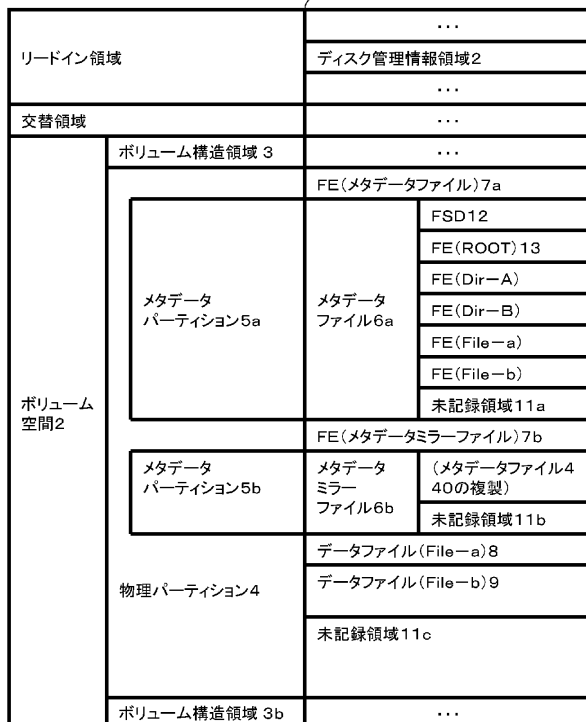 ...
リードイン領域
ディスク管理情報領域2
...
交替領域
...
ボリューム構造領域 3
...
FE(メタデータファイル)7a
FSD12
FE(ROOT)13
FE(Dir-A)
メタデータ
パーティション5a
メタデータ
ファイル6a
FE(Dir-B)
FE(File-a)
FE(File-b)
ボリューム
空間2
未記録領域11a
FE(メタデータミラーファイル)7b
メタデータ
パーティション5b
メタデータ
ミラー
ファイル6b
(メタデータファイル4
40の複製)
未記録領域11b
データファイル(File-a)8
物理パーティション4
データファイル(File-b)9
未記録領域11c
ボリューム構造領域 3b
...